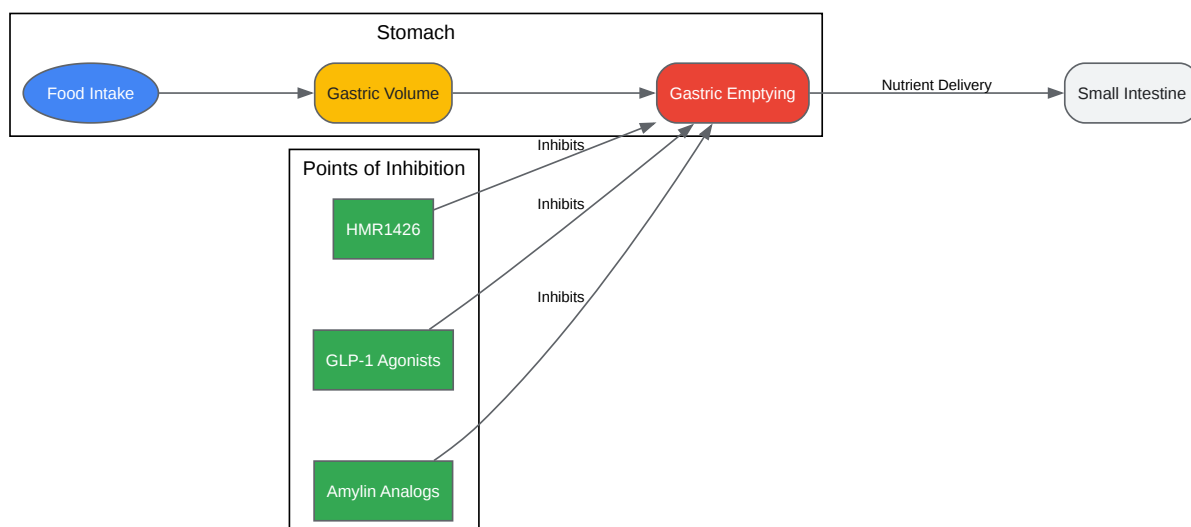 Stomach
Food Intake
Gastric Volume
Gastric Emptying
Nutrient Delivery
Small Intestine
Points of Inhibition
Inhibits
HMR1426
Inhibits
GLP-1 Agonists
Inhibits
Amylin Analogs